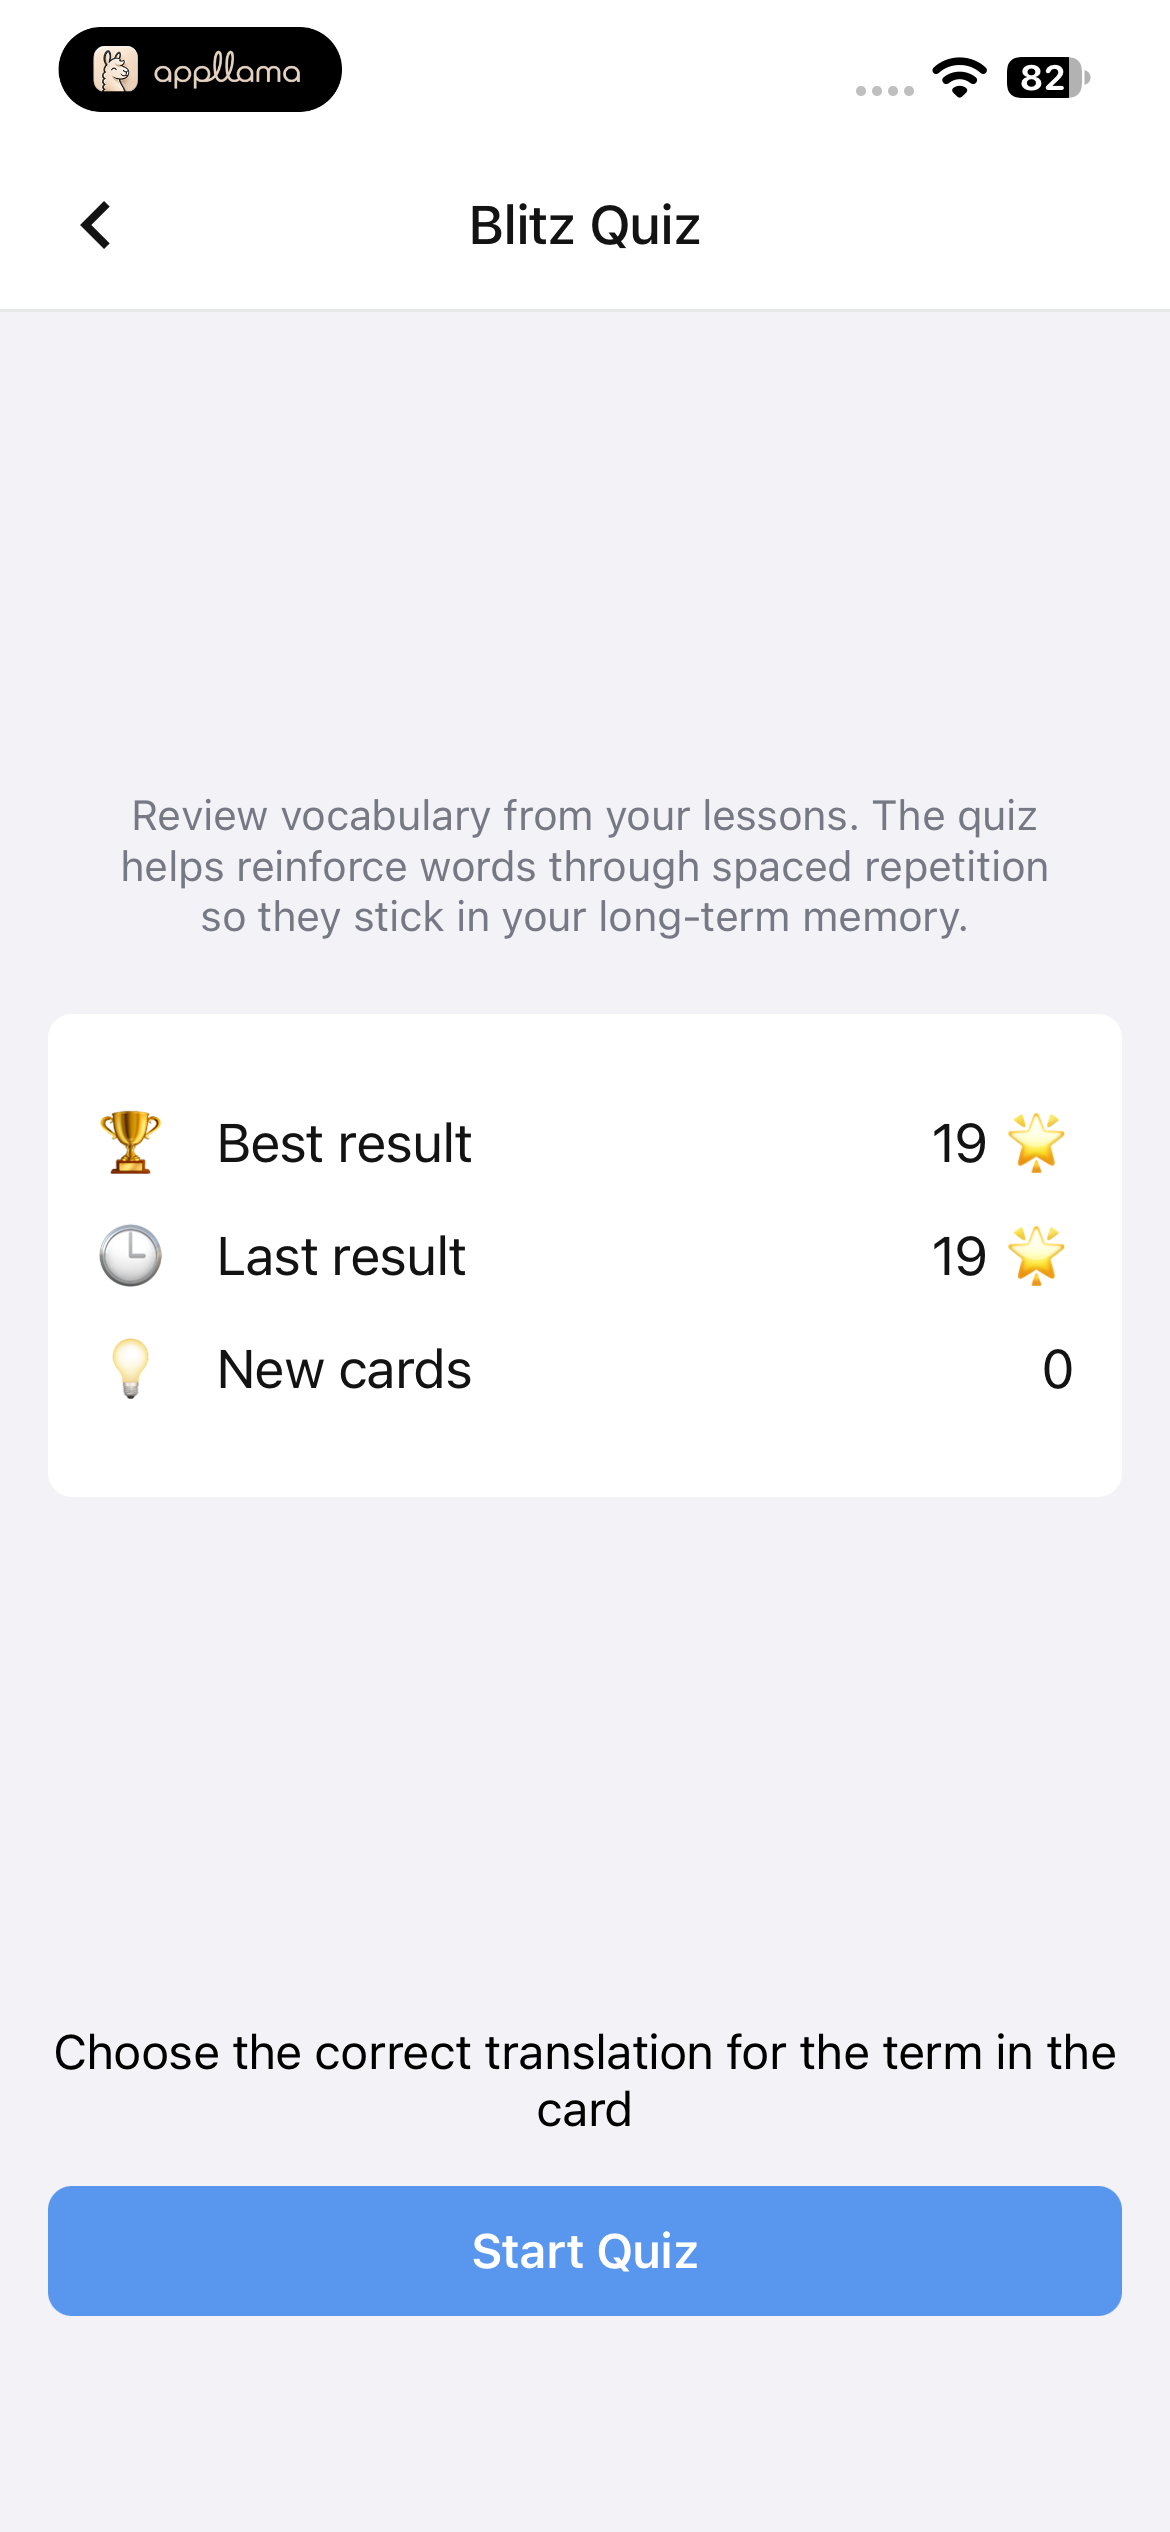 appllama
82
Blitz Quiz
Review vocabulary from your lessons. The quiz
helps reinforce words through spaced repetition
so they stick in your long-term memory.
Best result 19
Last result 19
New cards 0
Choose the correct translation for the term in the
card
Start Quiz